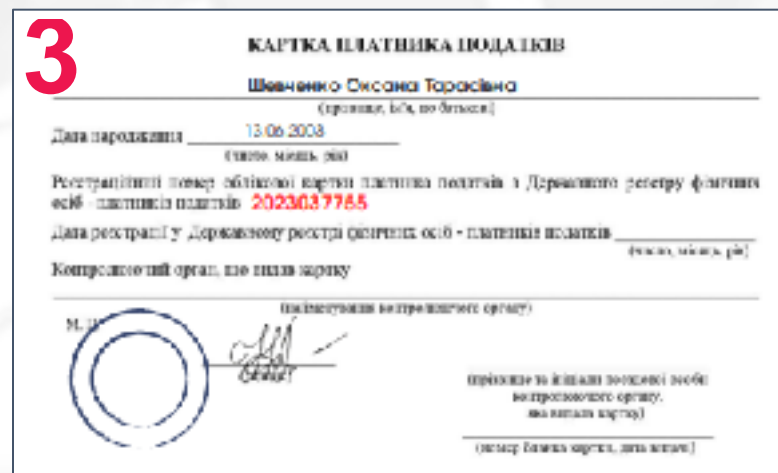 3
КАРТКА ПЛАТНИКА ПОДАТКІВ
Шевченко Оксана Тарасівна
(прізвище, ім'я, по батькові)
Дата народження 13.06.2003
(число, місяць, рік)
Реєстраційний номер облікової картки платника податків з Державного реєстру фізичних
осіб - платників податків 2023037755
Дата реєстрації у Державному реєстрі фізичних осіб - платників податків
(число, місяць, рік)
Контролюючий орган, що видав картку
(найменування контролюючого органу)
М. П.
(прізвище та ініціали посадової особи
контролюючого органу,
яка видала картку)
(номер бланка картки, дата видачі)